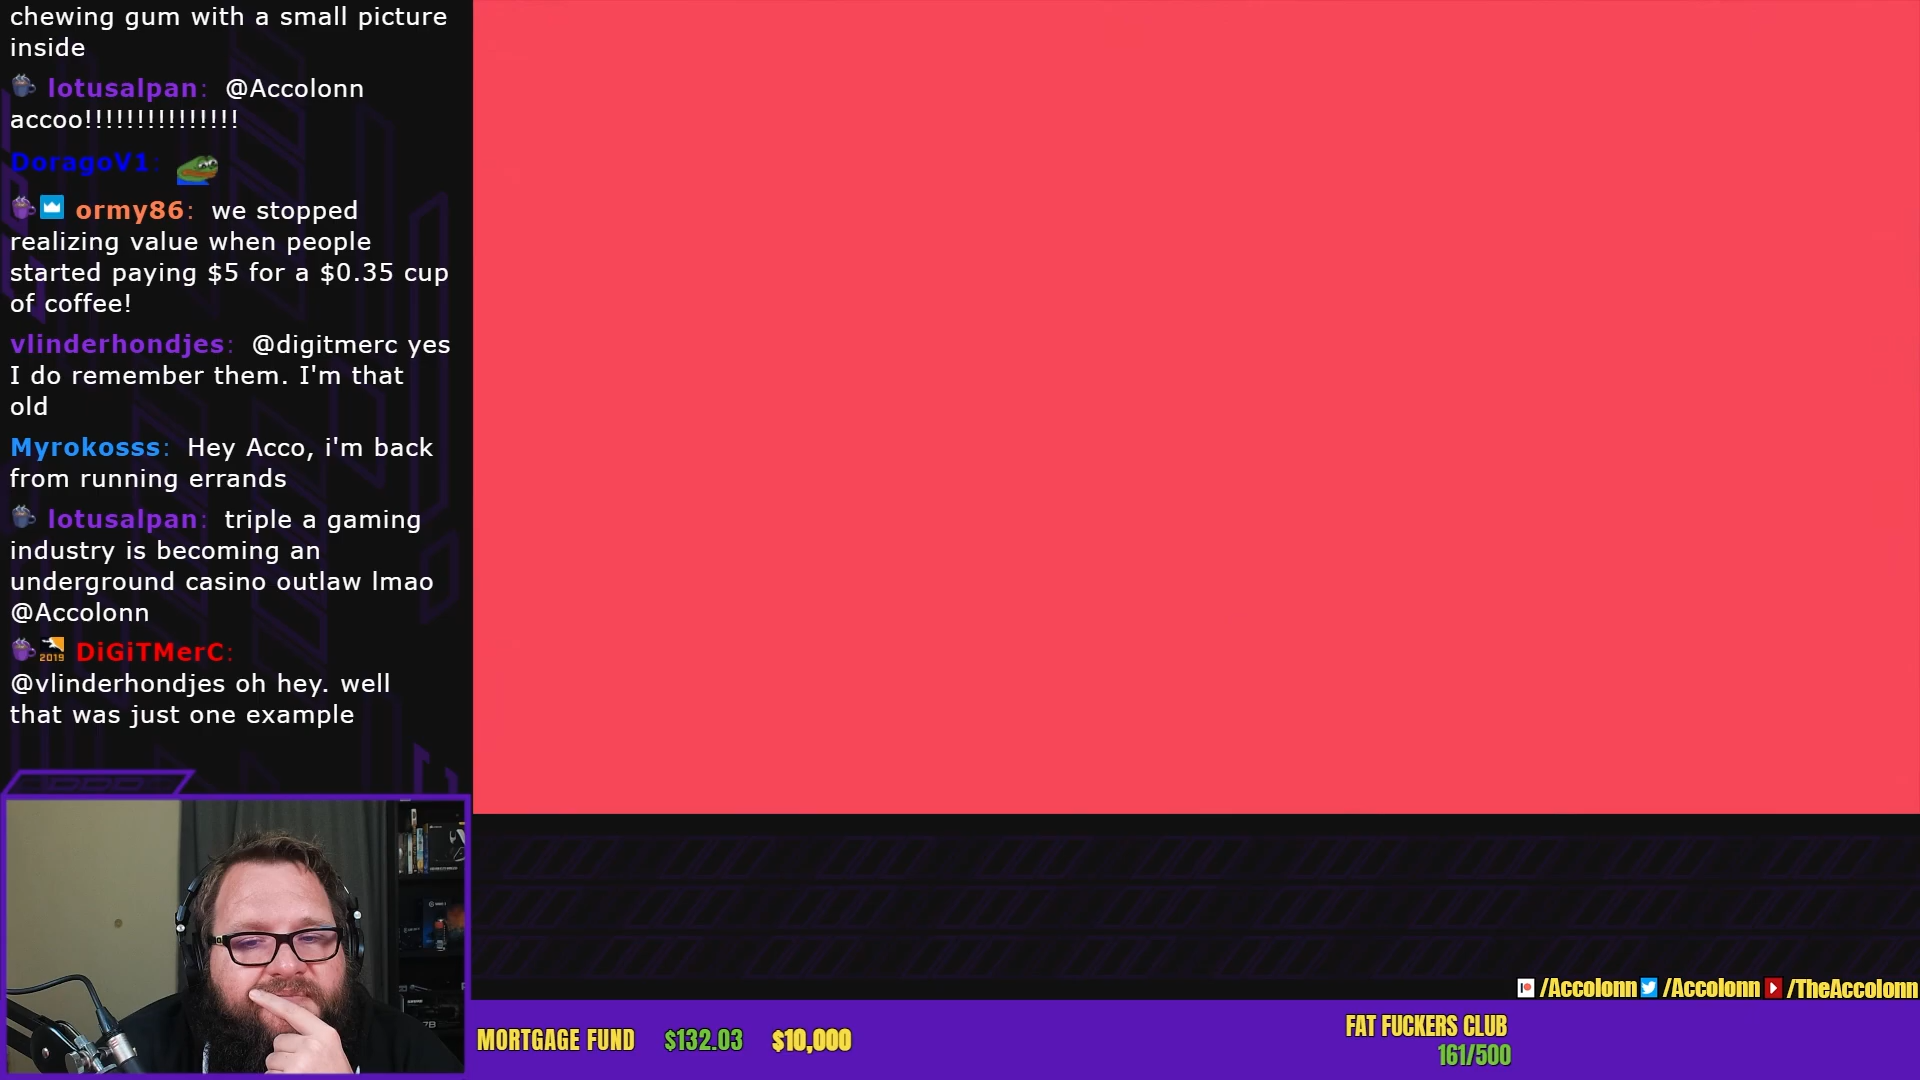 chewing gum with a small picture
inside
lotusalpan: @Accolonn
accoo!!!!!!!!!!!!!!!
DoragoV1:
ormy86: we stopped
realizing value when people
started paying $5 for a $0.35 cup
of coffee!
vlinderhondjes: @digitmerc yes
I do remember them. I'm that
old
Myrokosss: Hey Acco, i'm back
from running errands
lotusalpan: triple a gaming
industry is becoming an
underground casino outlaw lmao
@Accolonn
2019 DiGiTMerC:
@vlinderhondjes oh hey. well
that was just one example
/Accolonn /Accolonn /TheAccolonn
MORTGAGE FUND $132.03 $10,000
FAT FUCKERS CLUB
161/500